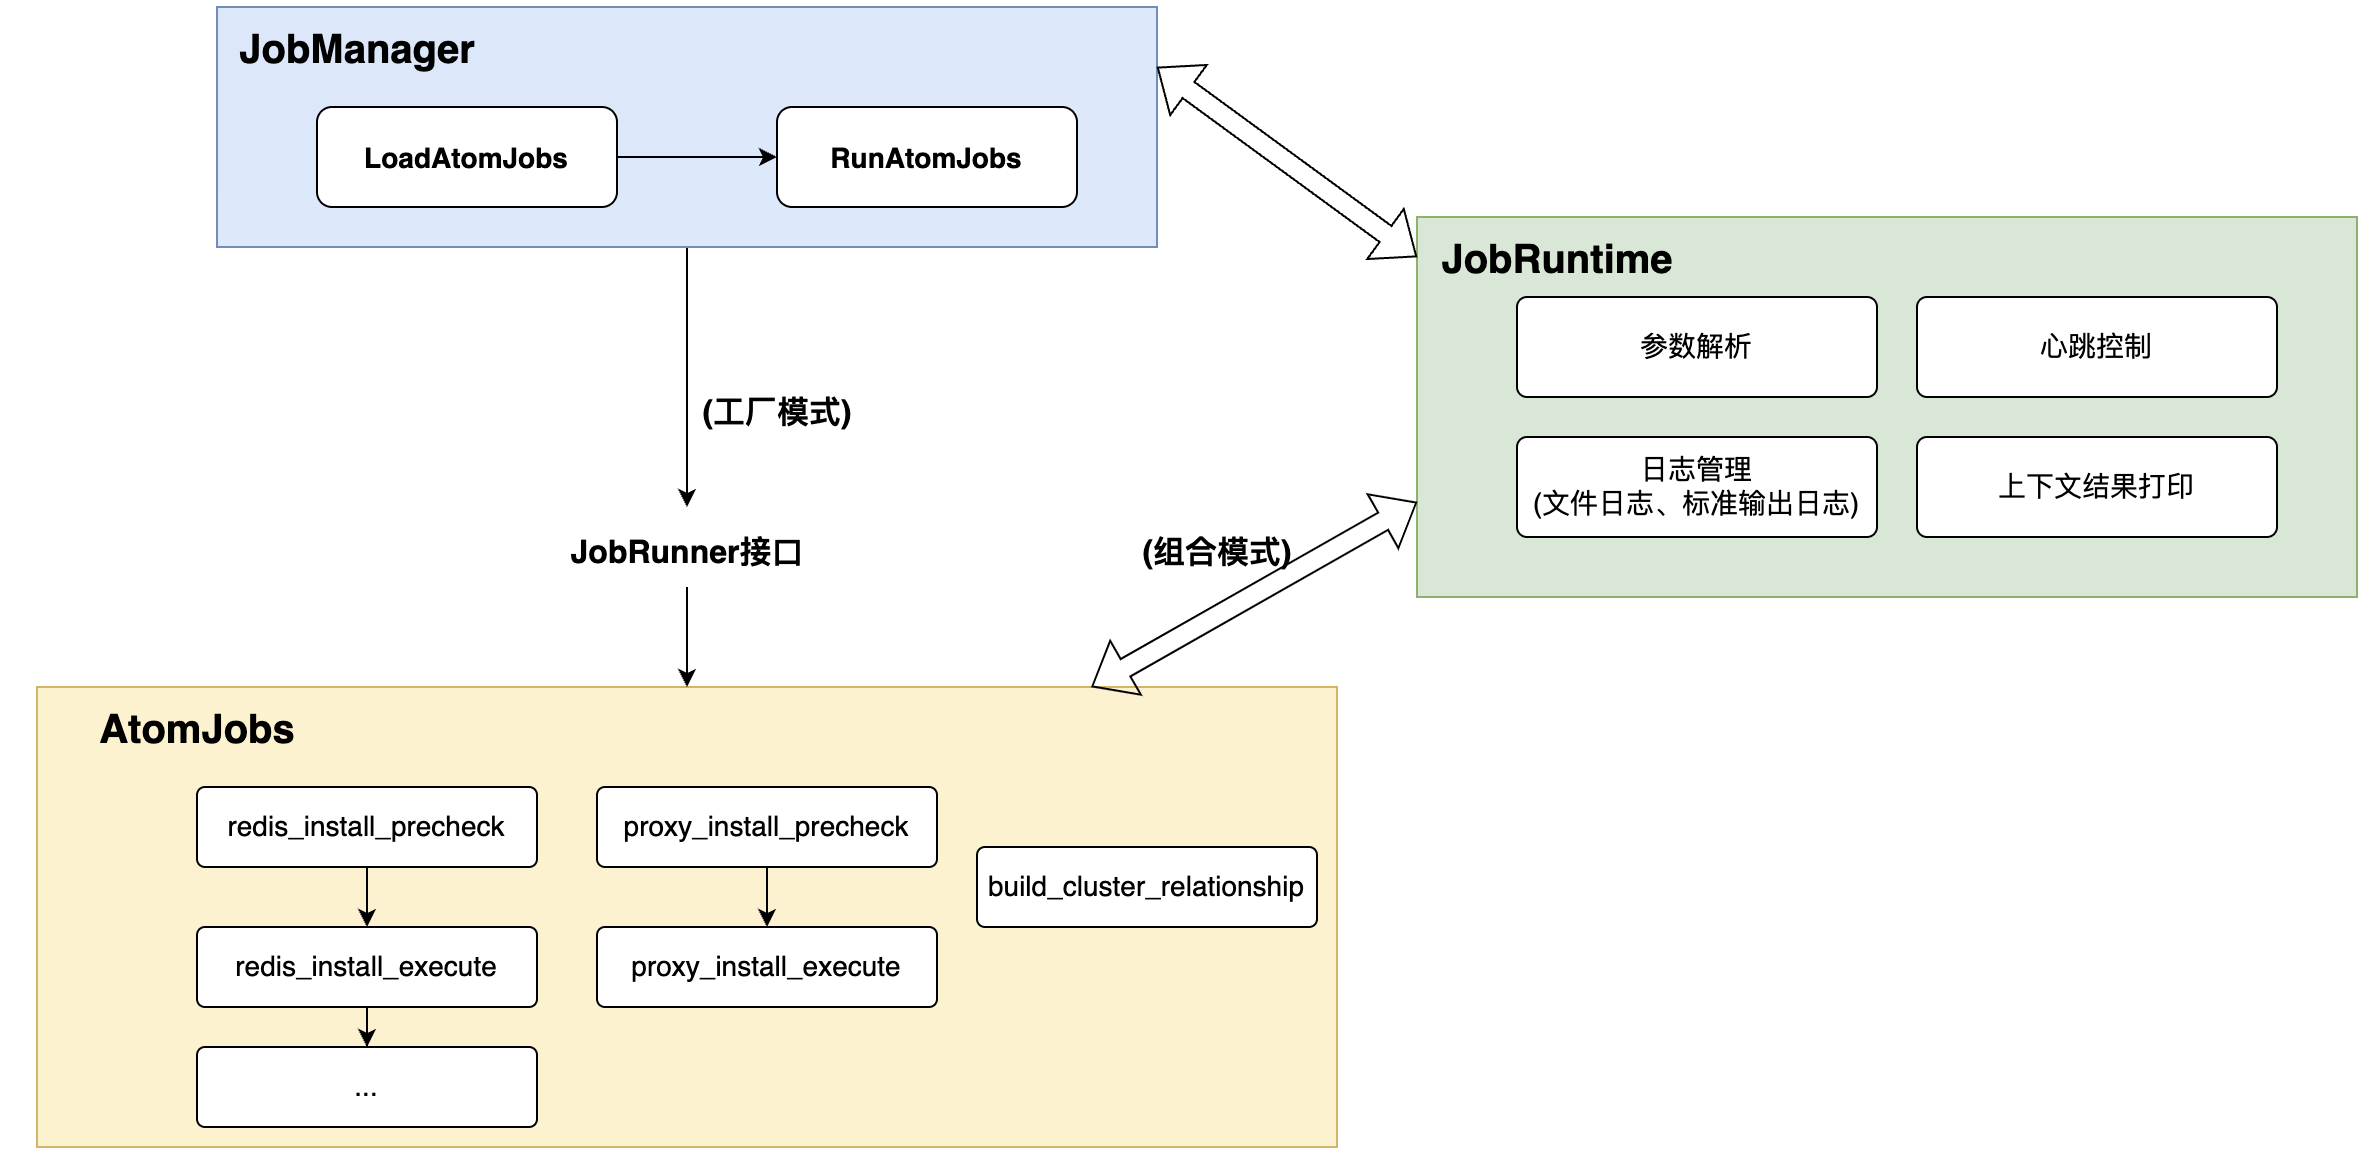 JobManager
LoadAtomJobs
RunAtomJobs
JobRuntime
参数解析
心跳控制
日志管理
(文件日志、标准输出日志)
上下文结果打印
(工厂模式)
JobRunner接口
(组合模式)
AtomJobs
redis_install_precheck
proxy_install_precheck
build_cluster_relationship
redis_install_execute
proxy_install_execute
...